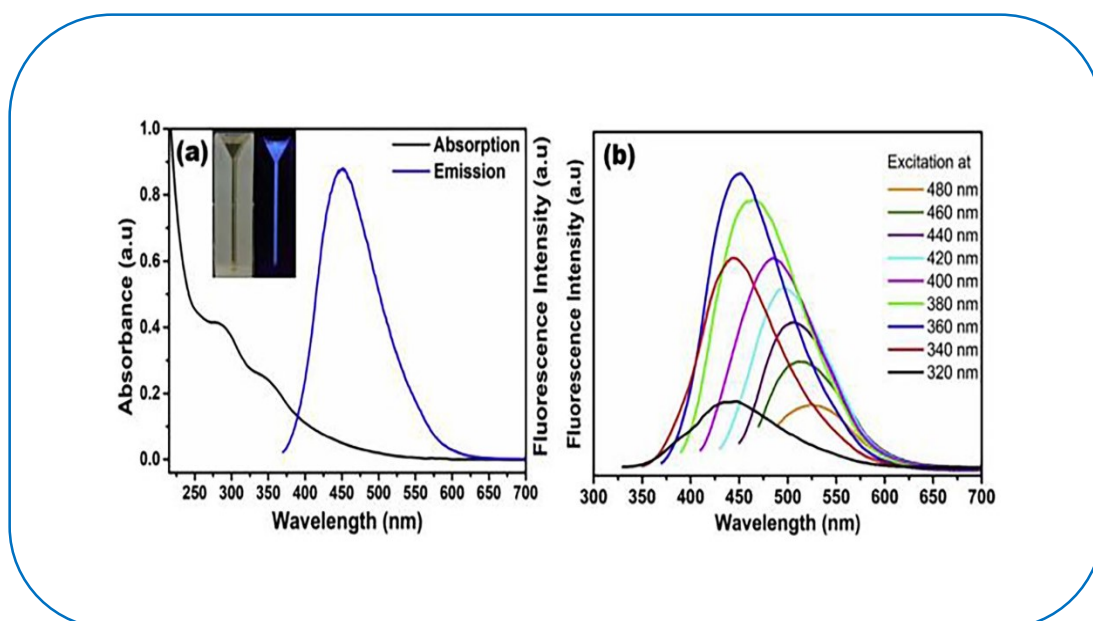 (a)
Absorption
Emission
1.0
0.8
0.6
0.4
0.2
0.0
Absorbance (a.u)
250 300 350 400 450 500 550 600 650 700
Wavelength (nm)
Fluorescence Intensity (a.u)
(b)
Excitation at
480 nm
460 nm
440 nm
420 nm
400 nm
380 nm
360 nm
340 nm
320 nm
Fluorescence Intensity (a.u)
300 350 400 450 500 550 600 650 700
Wavelength (nm)